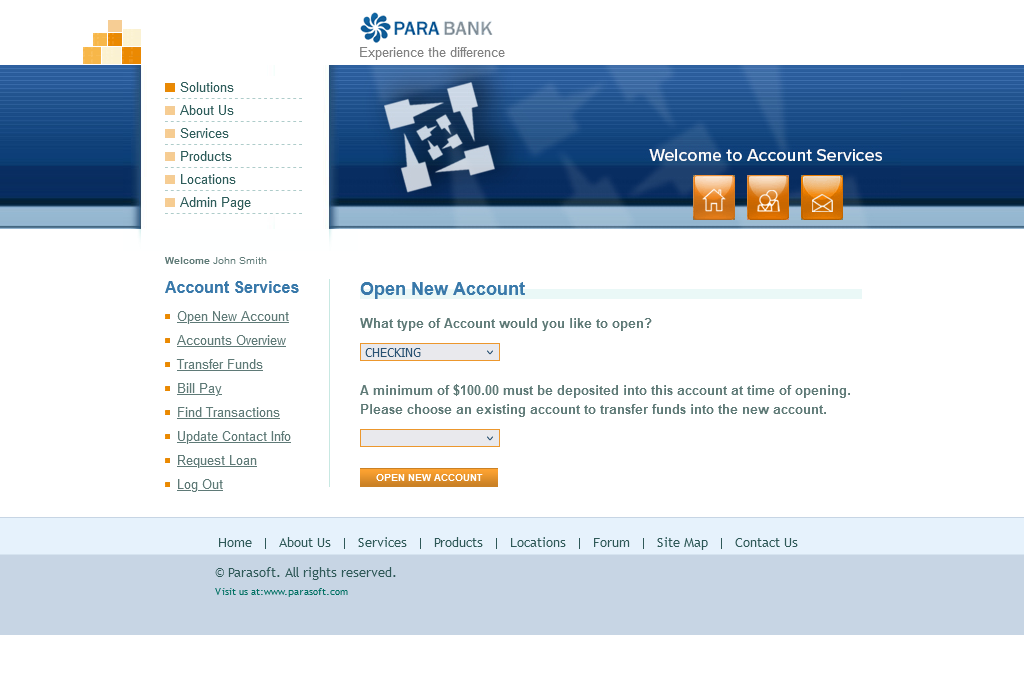 PARA BANK
Experience the difference
Solutions
About Us
Services
Products
Locations
Admin Page
Welcome to Account Services
Welcome John Smith
Account Services
Open New Account
Accounts Overview
Transfer Funds
Bill Pay
Find Transactions
Update Contact Info
Request Loan
Log Out
Open New Account
What type of Account would you like to open?
CHECKING
A minimum of $100.00 must be deposited into this account at time of opening.
Please choose an existing account to transfer funds into the new account.
OPEN NEW ACCOUNT
Home | About Us | Services | Products | Locations | Forum | Site Map | Contact Us
© Parasoft. All rights reserved.
Visit us at:www.parasoft.com